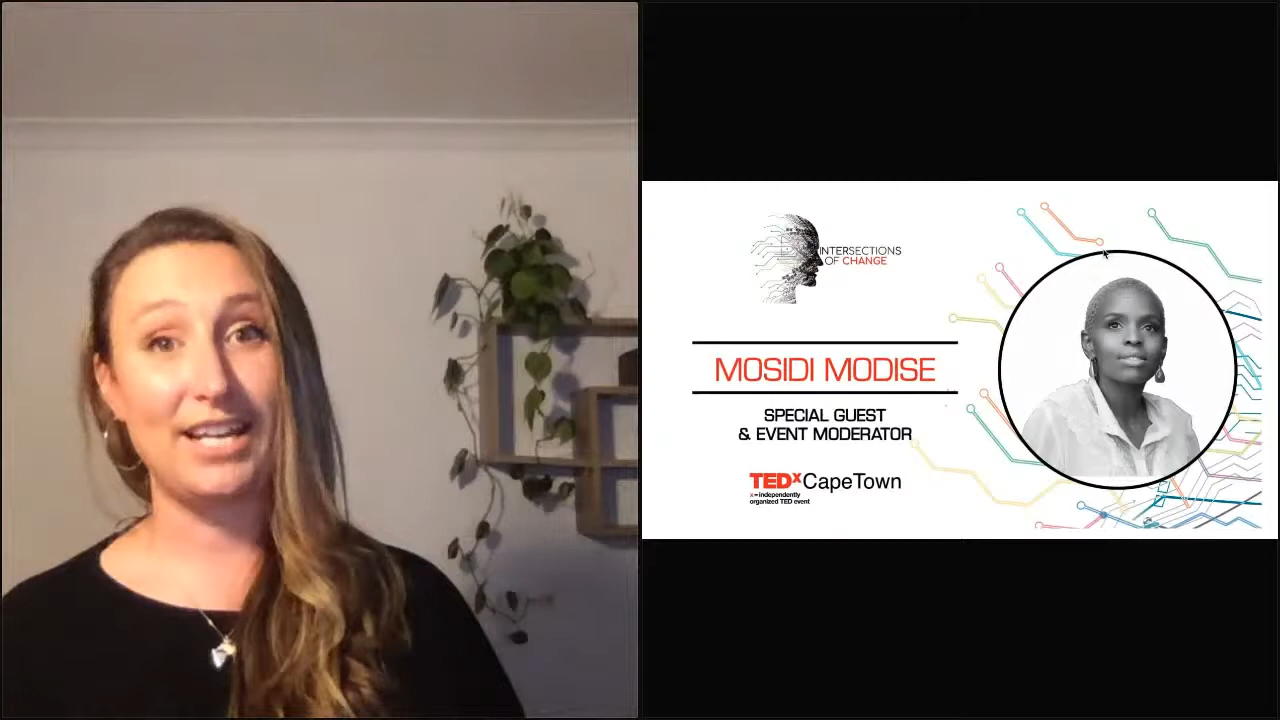 INTERSECTIONS
OF CHANGE
MOSIDI MODISE
SPECIAL GUEST
& EVENT MODERATOR
TEDxCapeTown
x = independently
organized TED event